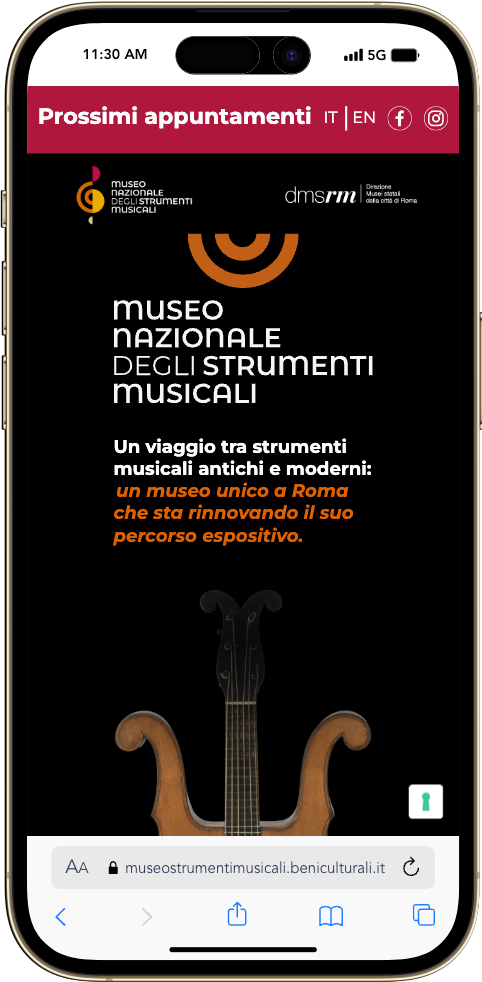 11:30 AM
5G
Prossimi appuntamenti IT | EN
MUSEO
NAZIONALE
DEGLI STRUMENTI
MUSICALI
dmsrm
Direzione
Musei statali
della città di Roma
MUSEO
NAZIONALE
DEGLI STRUMENTI
MUSICALI
Un viaggio tra strumenti
musicali antichi e moderni:
un museo unico a Roma
che sta rinnovando il suo
percorso espositivo.
AA museostrumentimusicali.beniculturali.it